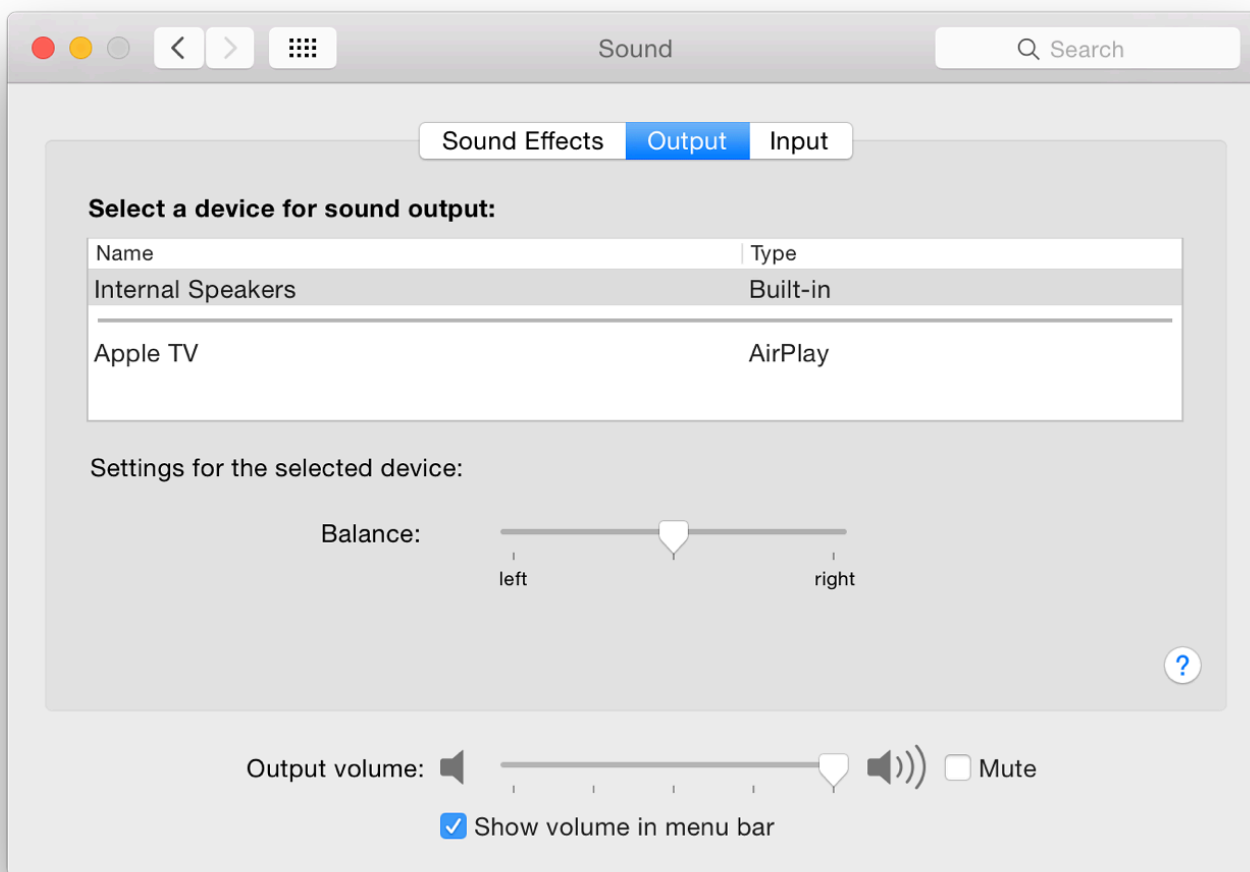 Sound
Search
Sound Effects Output Input
Select a device for sound output:
Name Type
Internal Speakers Built-in
Apple TV AirPlay
Settings for the selected device:
Balance:
left right
?
Output volume: Mute
Show volume in menu bar